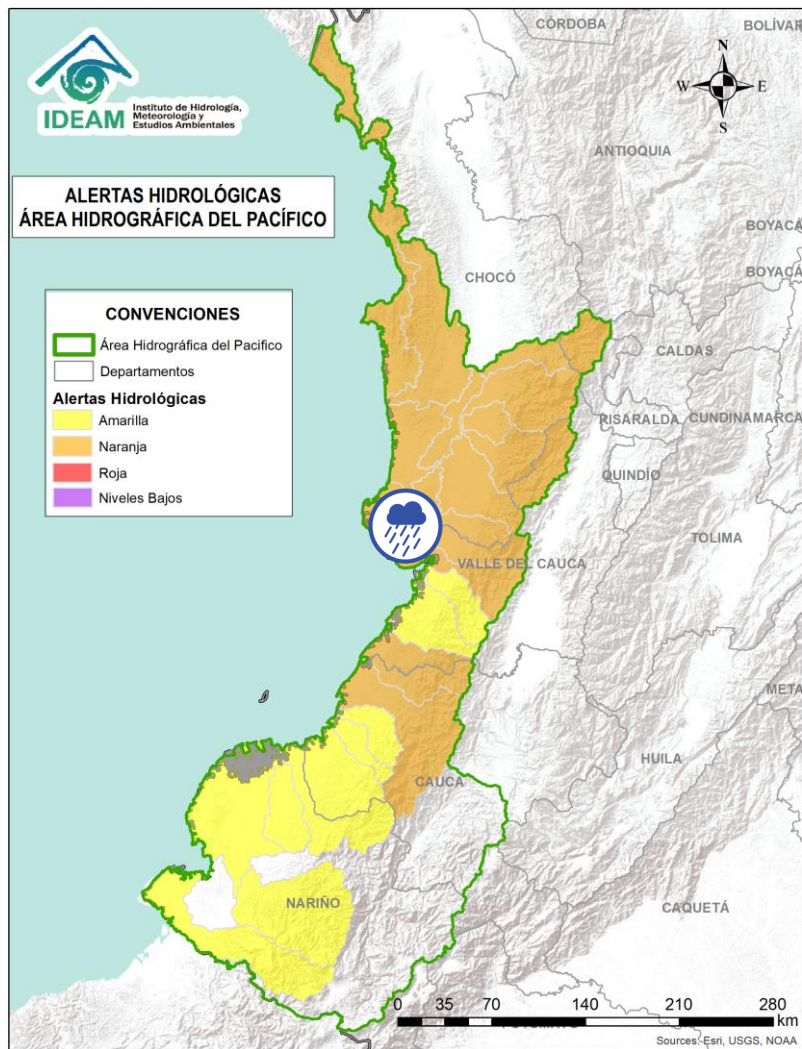 IDEAM
Instituto de Hidrología,
Meteorología y
Estudios Ambientales
ALERTAS HIDROLÓGICAS
ÁREA HIDROGRÁFICA DEL PACÍFICO
CONVENCIONES
Área Hidrográfica del Pacifico
Departamentos
Alertas Hidrológicas
Amarilla
Naranja
Roja
Niveles Bajos
N
W E
S
CÓRDOBA
BOLÍVAR
ANTIOQUIA
BOYACÁ
BOYACÁ
CHOCÓ
CALDAS
RISARALDA
CUNDINAMARCA
QUINDÍO
TOLIMA
VALLE DEL CAUCA
META
HUILA
CAUCA
NARIÑO
CAQUETÁ
0 35 70 140 210 280
km
Sources: Esri, USGS, NOAA